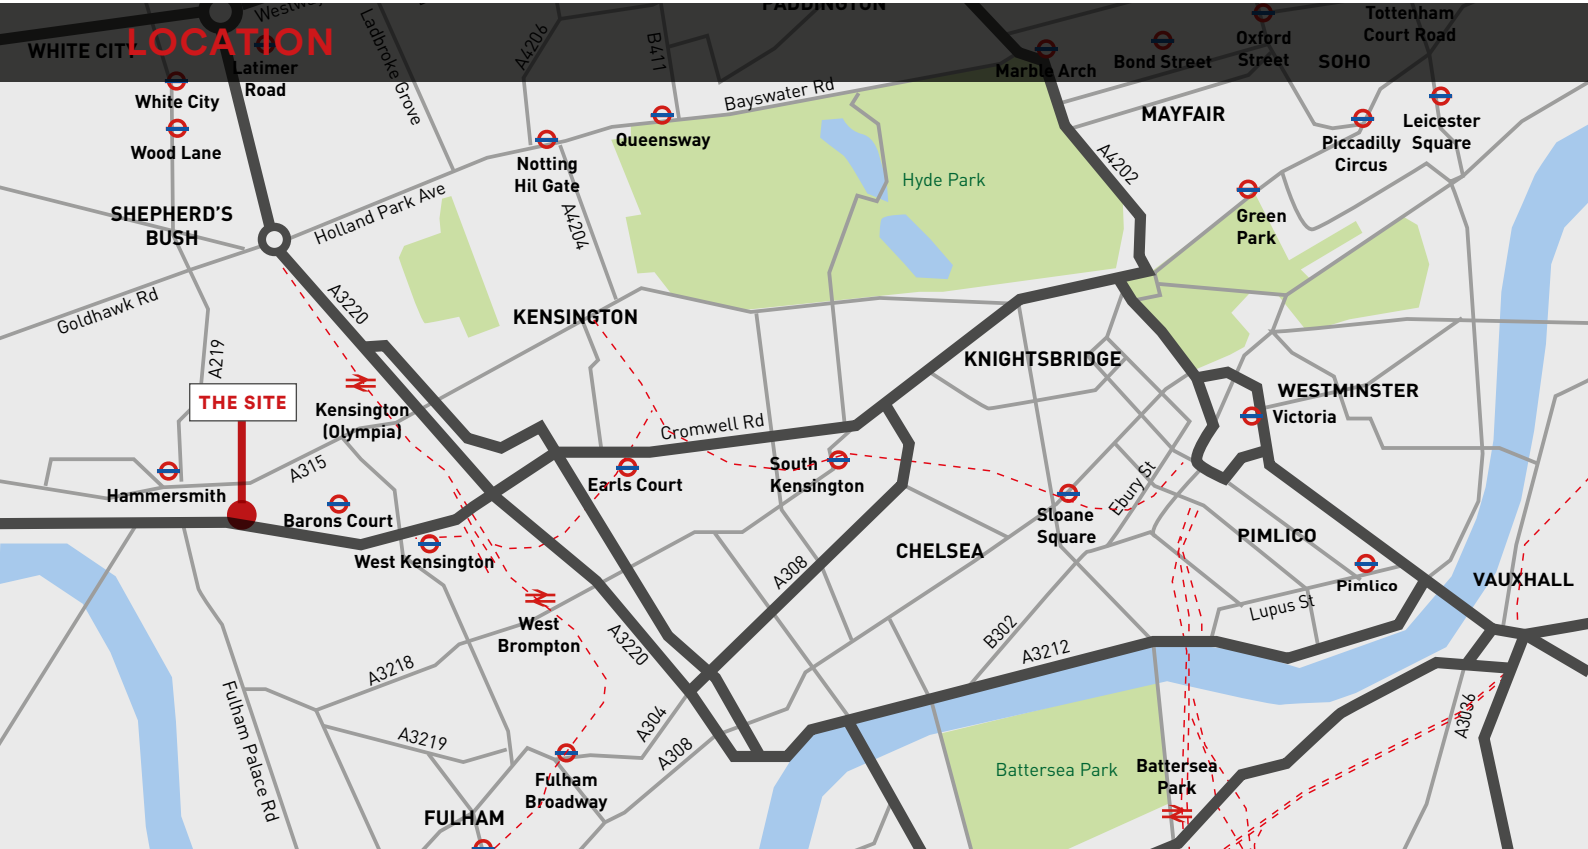 PADDINGTON
Westway
LOCATION
WHITE CITY
Latimer
Road
Ladbroke Grove
A4206
B411
Marble Arch
Bond Street
Oxford
Street
Tottenham
Court Road
SOHO
White City
Wood Lane
Bayswater Rd
Queensway
Notting
Hil Gate
MAYFAIR
Leicester
Square
Piccadilly
Circus
A4202
Hyde Park
Green
Park
SHEPHERD'S
BUSH
Holland Park Ave
A4204
Goldhawk Rd
A3220
A219
KENSINGTON
KNIGHTSBRIDGE
WESTMINSTER
Victoria
THE SITE
Kensington
(Olympia)
Cromwell Rd
Hammersmith
A315
Barons Court
West Kensington
Earls Court
South
Kensington
Sloane
Square
Ebury St
CHELSEA
PIMLICO
Pimlico
VAUXHALL
A308
Lupus St
B302
A3212
West
Brompton
A3220
A3218
Fulham Palace Rd
A3219
A304
A308
A3036
Battersea Park
Battersea
Park
Fulham
Broadway
FULHAM